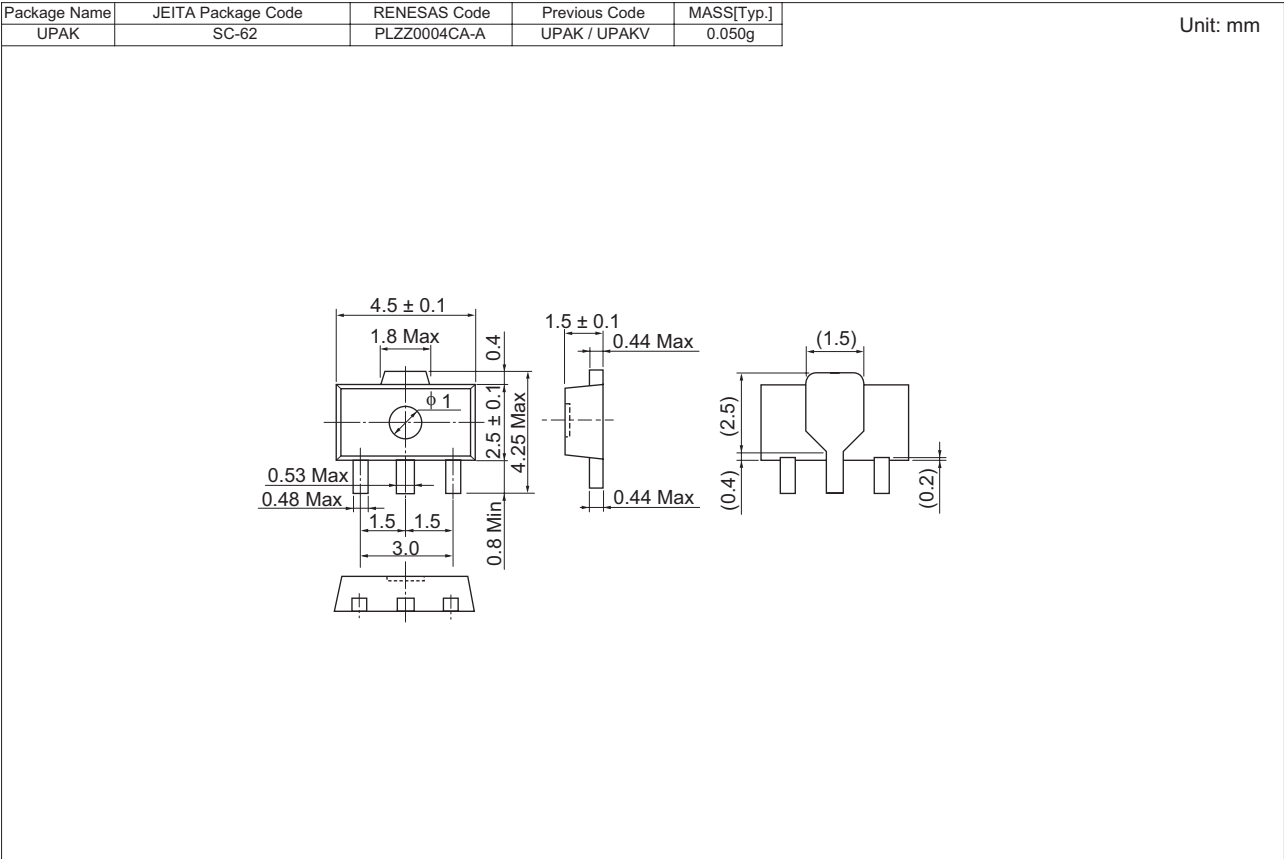 Package Name JEITA Package Code RENESAS Code Previous Code MASS[Typ.]
UPAK SC-62 PLZZ0004CA-A UPAK / UPAKV 0.050g
Unit: mm
4.5 ± 0.1
1.8 Max
0.4
ϕ 1
2.5 ± 0.1
4.25 Max
0.53 Max
0.48 Max
1.5 1.5
3.0
0.8 Min
1.5 ± 0.1
0.44 Max
0.44 Max
(1.5)
(2.5)
(0.4)
(0.2)